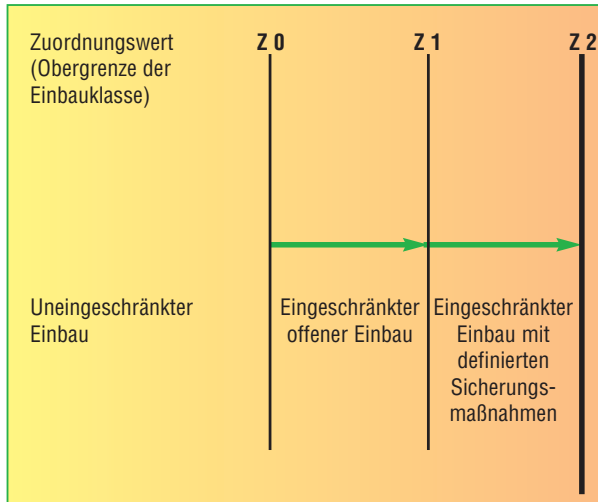 Zuordnungswert
(Obergrenze der
Einbauklasse)
Z 0
Z 1
Z 2
Uneingeschränkter
Einbau
Eingeschränkter
offener Einbau
Eingeschränkter
Einbau mit
definierten
Sicherungs-
maßnahmen